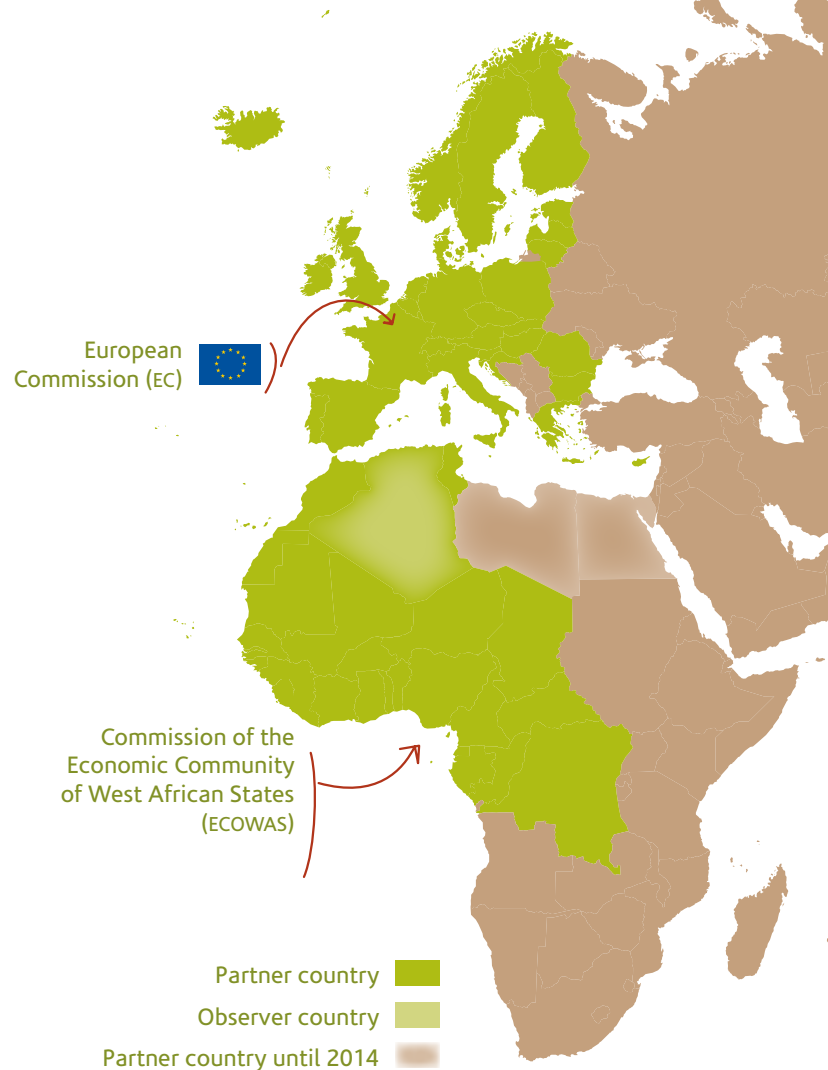 European
Commission (EC)
Commission of the
Economic Community
of West African States
(ECOWAS)
Partner country
Observer country
Partner country until 2014